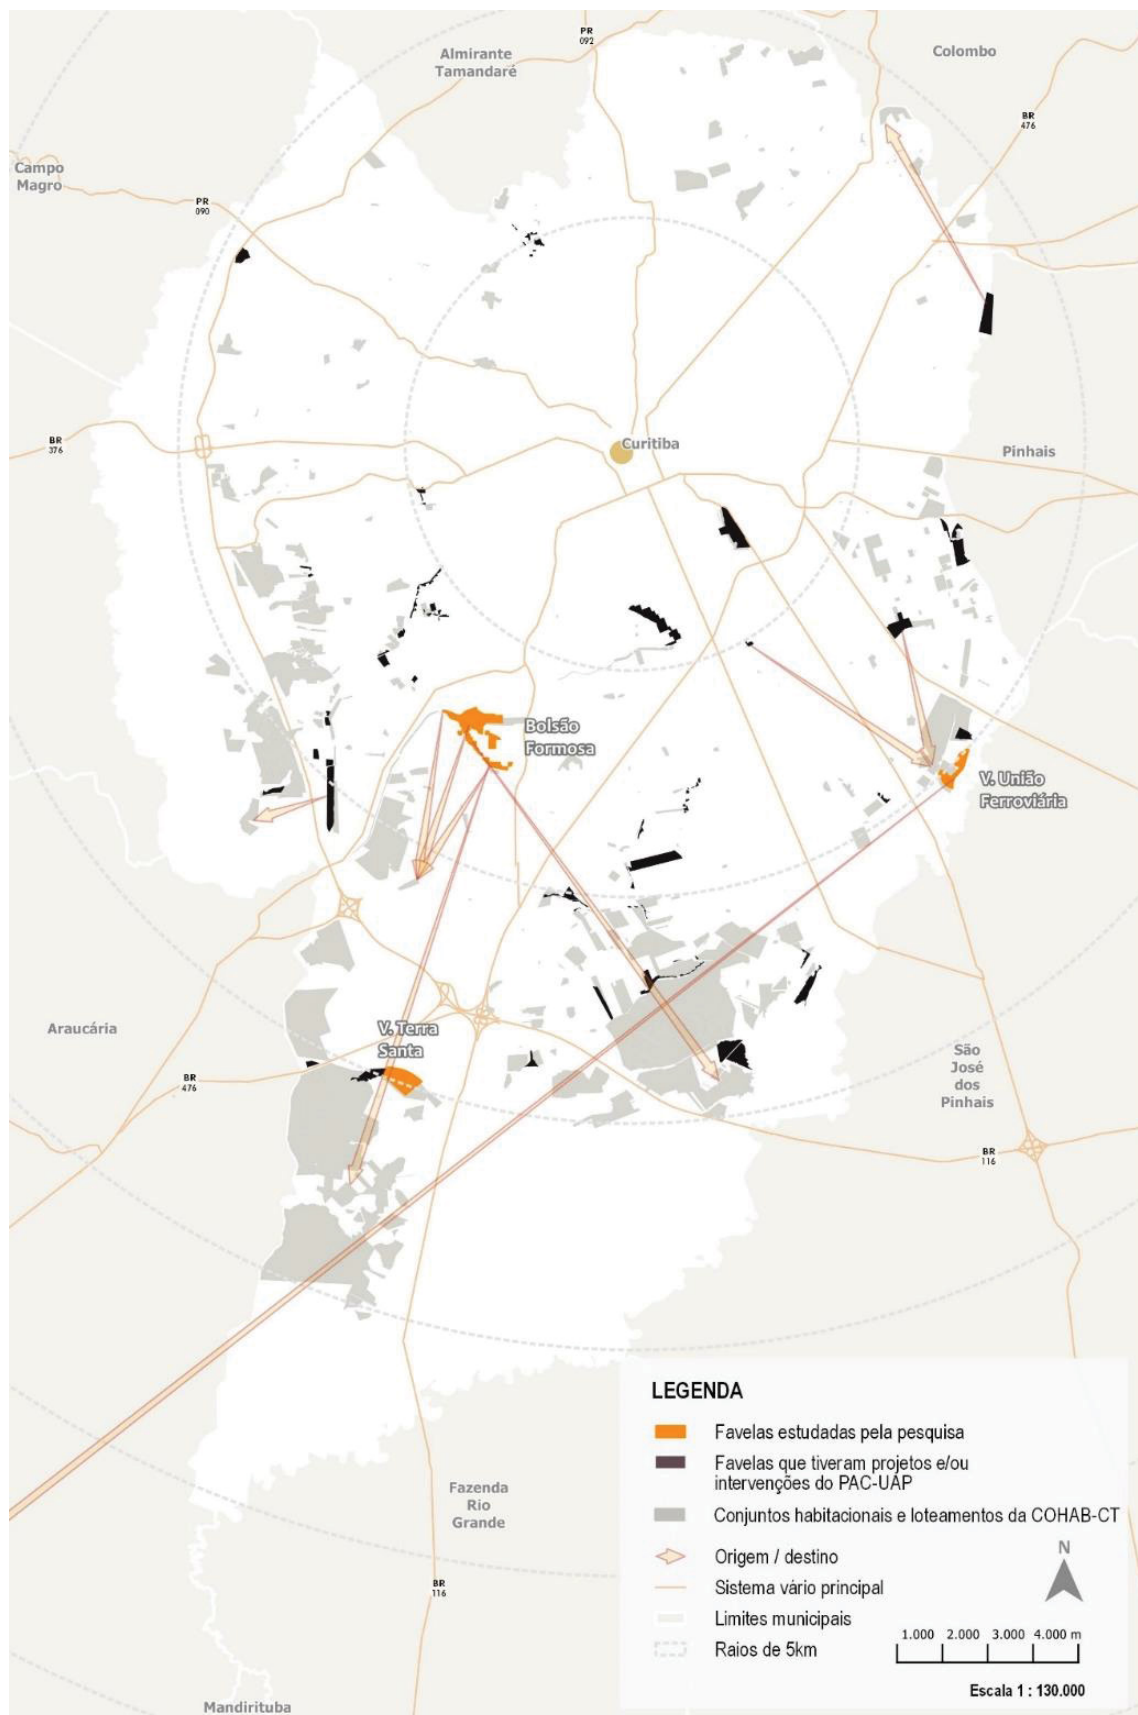 PR
092
Almirante
Tamandaré
Colombo
BR
476
Campo
Magro
PR
090
Curitiba
BR
376
Pinhais
Bolsão
Formosa
V. União
Ferroviária
Araucária
V. Terra
Santa
BR
476
São
José
dos
Pinhais
BR
116
LEGENDA
Favelas estudadas pela pesquisa
Favelas que tiveram projetos e/ou
intervenções do PAC-UAP
Conjuntos habitacionais e loteamentos da COHAB-CT
Origem / destino
Sistema vário principal
Limites municipais
Raios de 5km
N
1.000 2.000 3.000 4.000 m
Escala 1 : 130.000
Fazenda
Rio
Grande
BR
116
Mandirituba